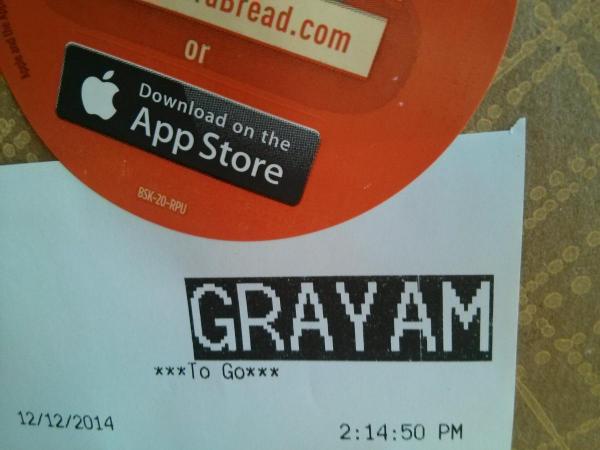 Bread.com
or
Download on the
App Store
BSK-20-RPU
GRAYAM
***To Go***
12/12/2014 2:14:50 PM